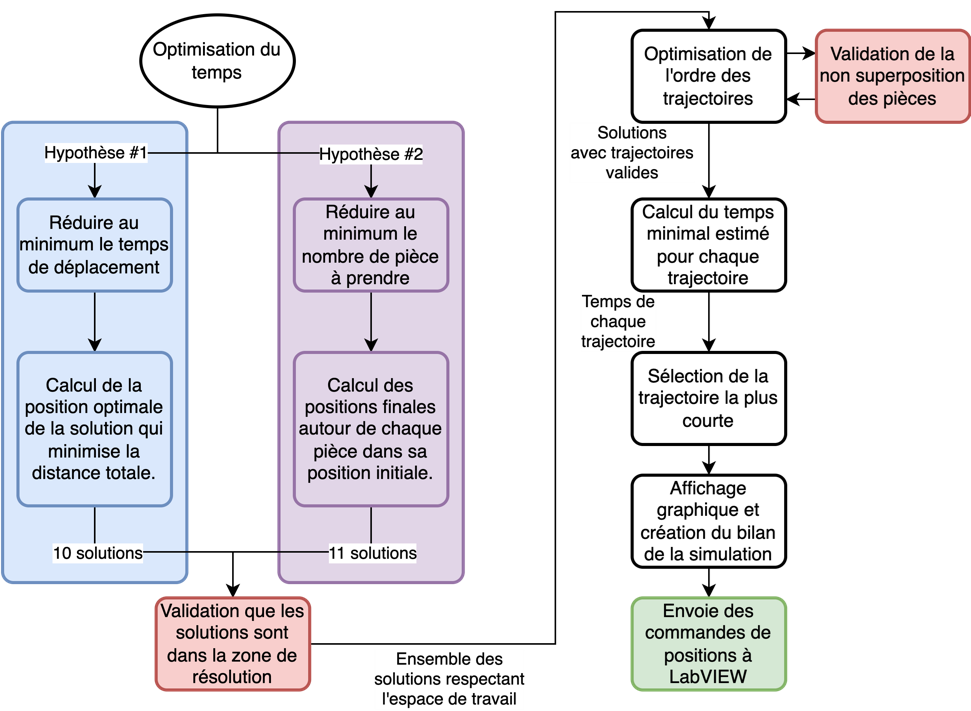 Optimisation du
temps
Hypothèse #1
Hypothèse #2
Réduire au
minimum le temps
de déplacement
Réduire au
minimum le
nombre de pièce
à prendre
Calcul de la
position optimale
de la solution qui
minimise la
distance totale.
Calcul des
positions finales
autour de chaque
pièce dans sa
position initiale.
10 solutions
11 solutions
Validation que les
solutions sont
dans la zone de
résolution
Ensemble des
solutions respectant
l'espace de travail
Optimisation de
l'ordre des
trajectoires
Validation de la
non superposition
des pièces
Solutions
avec trajectoires
valides
Calcul du temps
minimal estimé
pour chaque
trajectoire
Temps de
chaque
trajectoire
Sélection de la
trajectoire la plus
courte
Affichage
graphique et
création du bilan
de la simulation
Envoie des
commandes de
positions à
LabVIEW